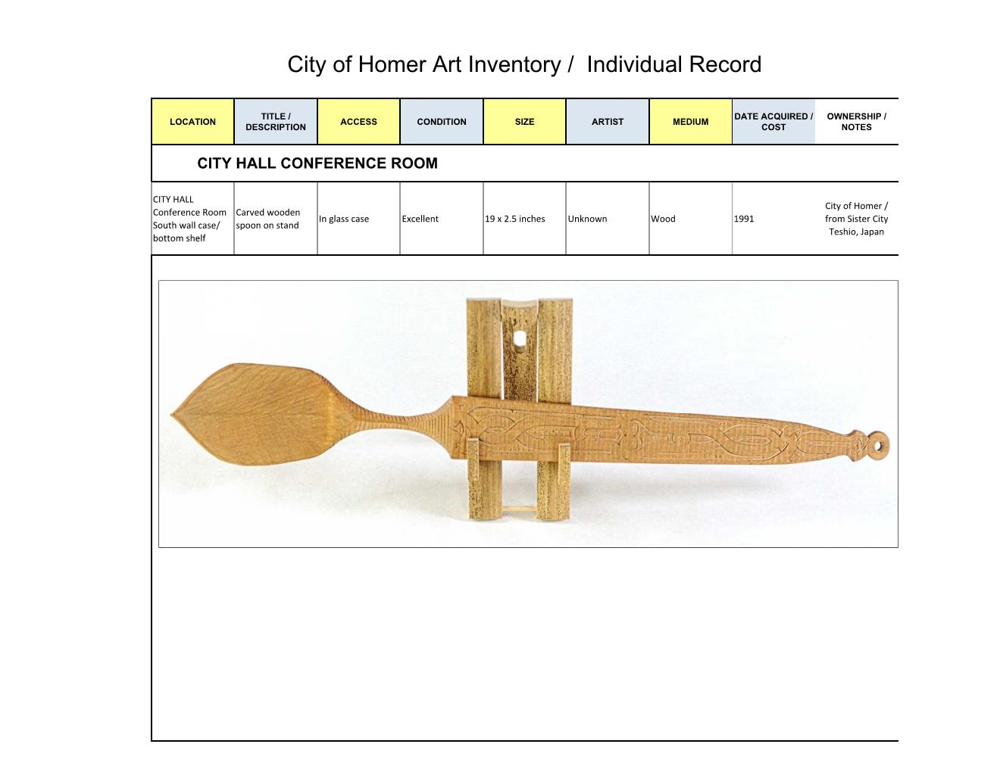 City of Homer Art Inventory /  Individual Record
LOCATION
TITLE /
DESCRIPTION
ACCESS
CONDITION
SIZE
ARTIST
MEDIUM
DATE ACQUIRED /
COST
OWNERSHIP /
NOTES
CITY HALL CONFERENCE ROOM
CITY HALL
Conference Room
South wall case/
bottom shelf
Carved wooden
spoon on stand
In glass case
Excellent
19 x 2.5 inches
Unknown
Wood
1991
City of Homer /
from Sister City
Teshio, Japan